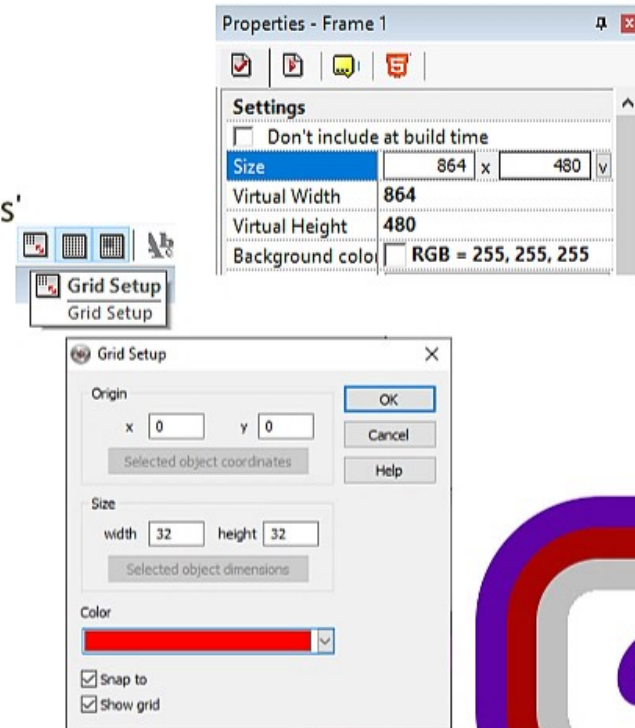 Properties - Frame 1
Settings
Don't include at build time
Size 864 x 480 v
Virtual Width 864
Virtual Height 480
Background colo RGB = 255, 255, 255
s'
Grid Setup
Grid Setup
Grid Setup
Origin
x 0 y 0
Selected object coordinates
OK
Cancel
Help
Size
width 32 height 32
Selected object dimensions
Color
Snap to
Show grid